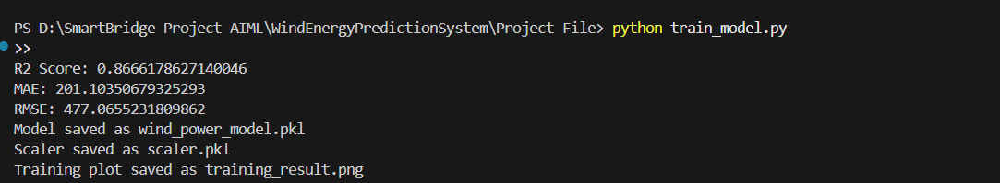 PS D:\SmartBridge Project AIML\WindEnergyPredictionSystem\Project File> python train_model.py
>>
R2 Score: 0.8666178627140046
MAE: 201.10350679325293
RMSE: 477.0655231809862
Model saved as wind_power_model.pkl
Scaler saved as scaler.pkl
Training plot saved as training_result.png